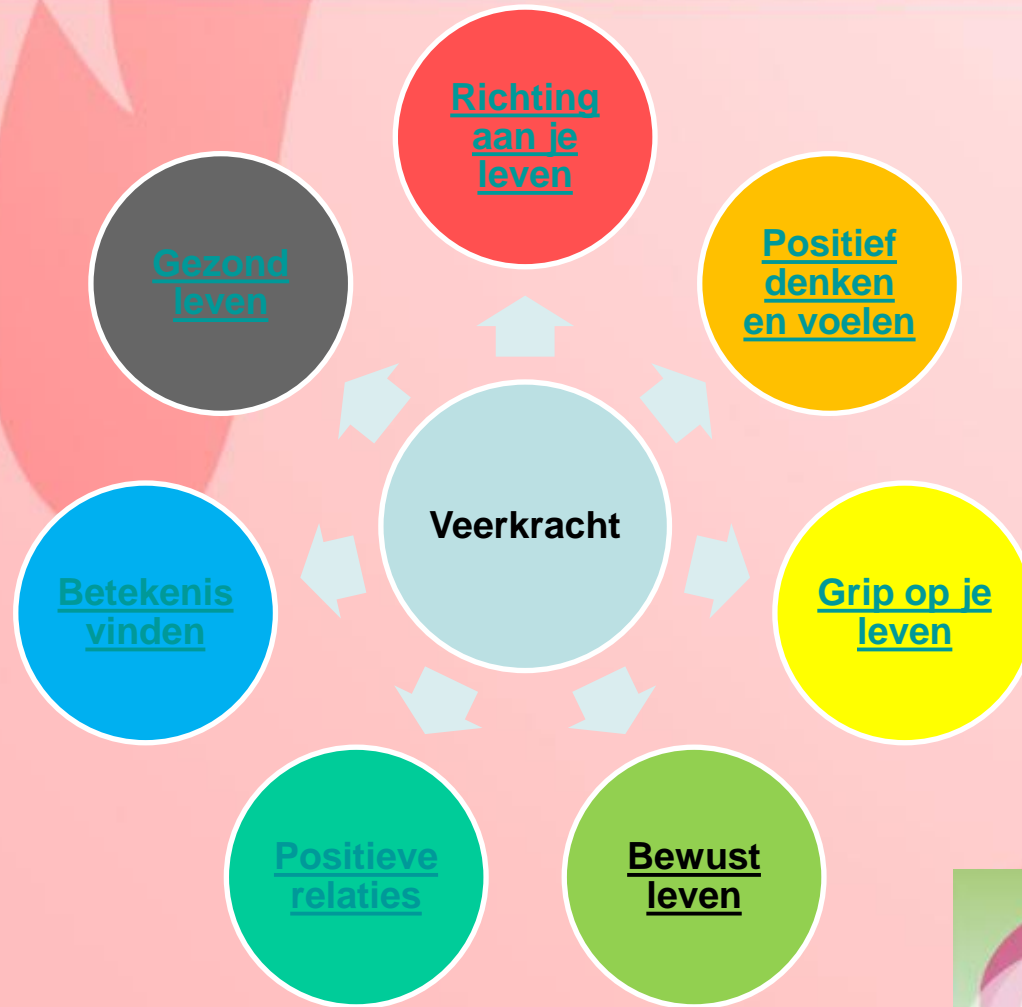 Richting
aan je
leven
Positief
denken
en voelen
Grip op je
leven
Bewust
leven
Positieve
relaties
Betekenis
vinden
Gezond
leven
Veerkracht